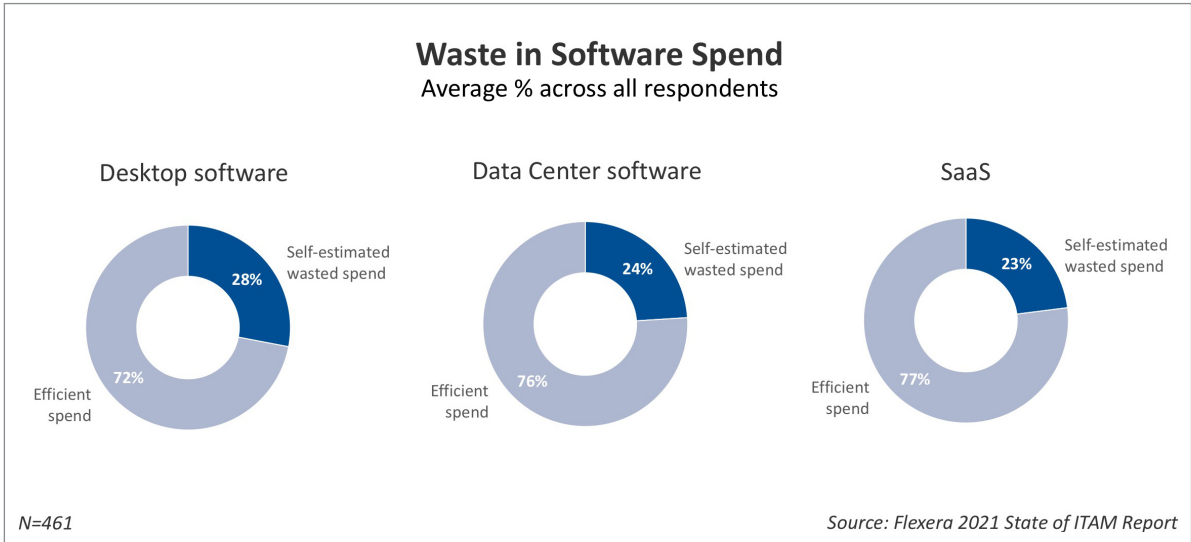 Waste in Software Spend
Average % across all respondents
Desktop software
Self-estimated
wasted spend
28%
72%
Efficient
spend
Data Center software
Self-estimated
wasted spend
24%
76%
Efficient
spend
SaaS
Self-estimated
wasted spend
23%
77%
Efficient
spend
N=461
Source: Flexera 2021 State of ITAM Report